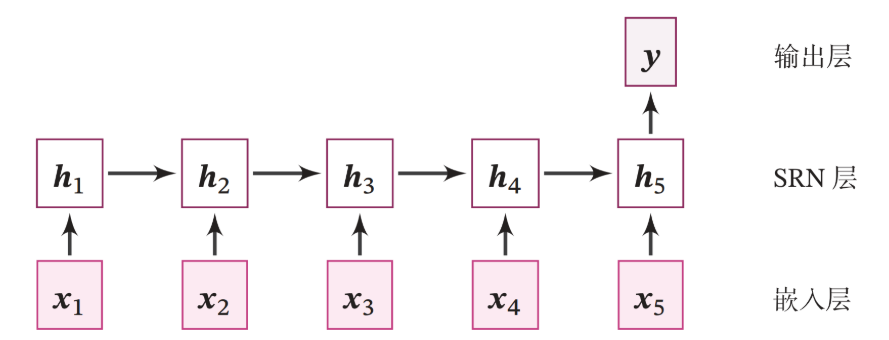 y 输出层
h₁ h₂ h₃ h₄ h₅ SRN 层
x₁ x₂ x₃ x₄ x₅ 嵌入层